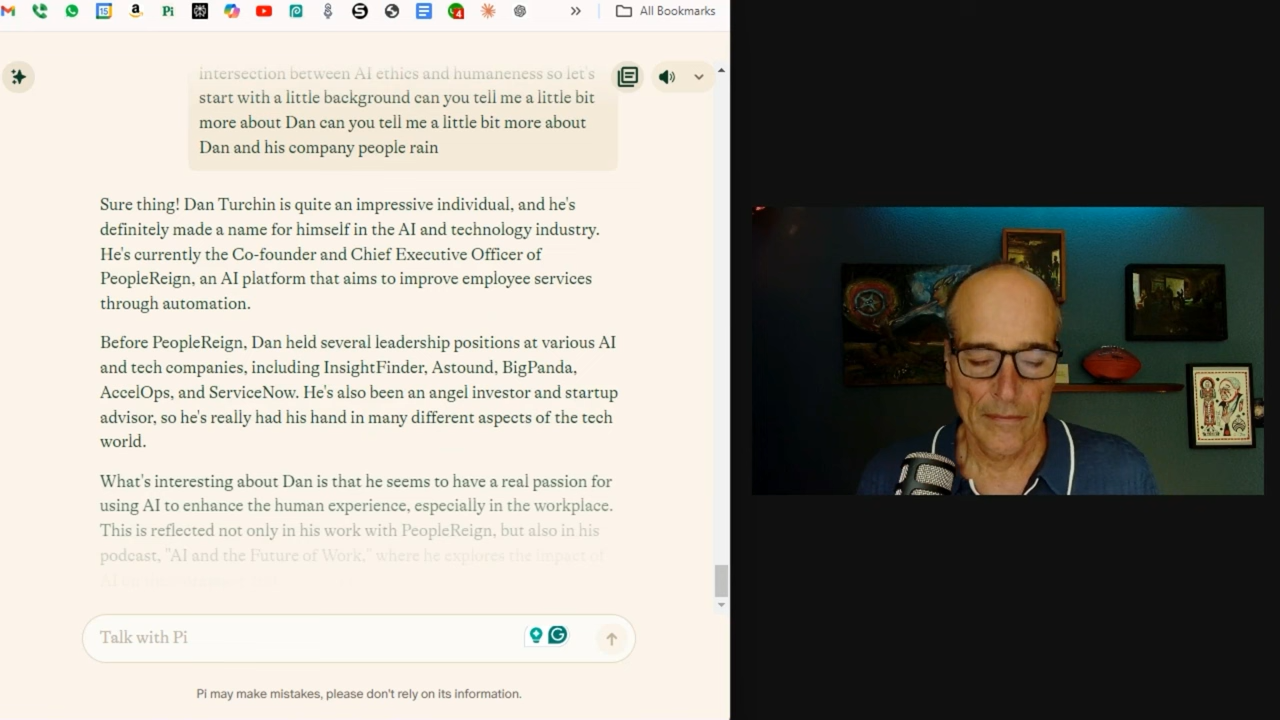 All Bookmarks
intersection between AI ethics and humaneness so let's
start with a little background can you tell me a little bit
more about Dan can you tell me a little bit more about
Dan and his company people rain
Sure thing! Dan Turchin is quite an impressive individual, and he's
definitely made a name for himself in the AI and technology industry.
He's currently the Co-founder and Chief Executive Officer of
PeopleReign, an AI platform that aims to improve employee services
through automation.
Before PeopleReign, Dan held several leadership positions at various AI
and tech companies, including InsightFinder, Astound, BigPanda,
AccelOps, and ServiceNow. He's also been an angel investor and startup
advisor, so he's really had his hand in many different aspects of the tech
world.
What's interesting about Dan is that he seems to have a real passion for
using AI to enhance the human experience, especially in the workplace.
This is reflected not only in his work with PeopleReign, but also in his
podcast, "AI and the Future of Work," where he explores the impact of
Talk with Pi
Pi may make mistakes, please don't rely on its information.